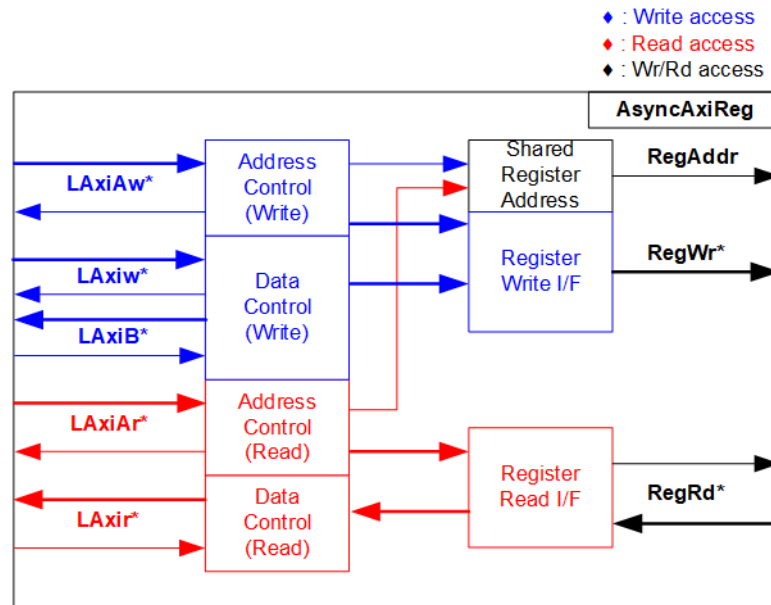 ♦ : Write access
♦ : Read access
♦ : Wr/Rd access
AsyncAxiReg
LAxiAw*
Address
Control
(Write)
Shared
Register
Address
RegAddr
LAxiw*
LAxiB*
Data
Control
(Write)
Register
Write I/F
RegWr*
LAxiAr*
Address
Control
(Read)
LAxir*
Data
Control
(Read)
Register
Read I/F
RegRd*